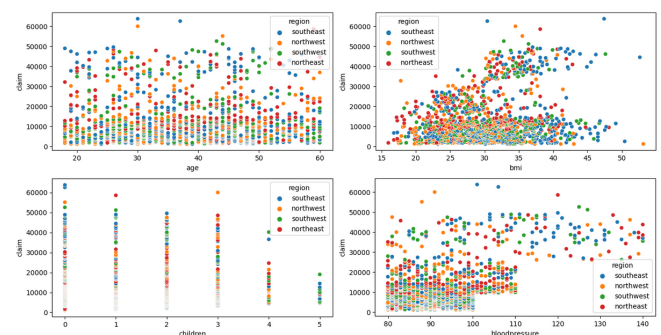 region
southeast
northwest
southwest
northeast
claim
60000
50000
40000
30000
20000
10000
0
20
30
40
50
60
age
region
southeast
northwest
southwest
northeast
claim
60000
50000
40000
30000
20000
10000
0
15
20
25
30
35
40
45
50
bmi
region
southeast
northwest
southwest
northeast
claim
60000
50000
40000
30000
20000
10000
0
0
1
2
3
4
5
children
claim
60000
50000
40000
30000
20000
10000
0
region
southeast
northwest
southwest
northeast
80
90
100
110
120
130
140
bloodpressure